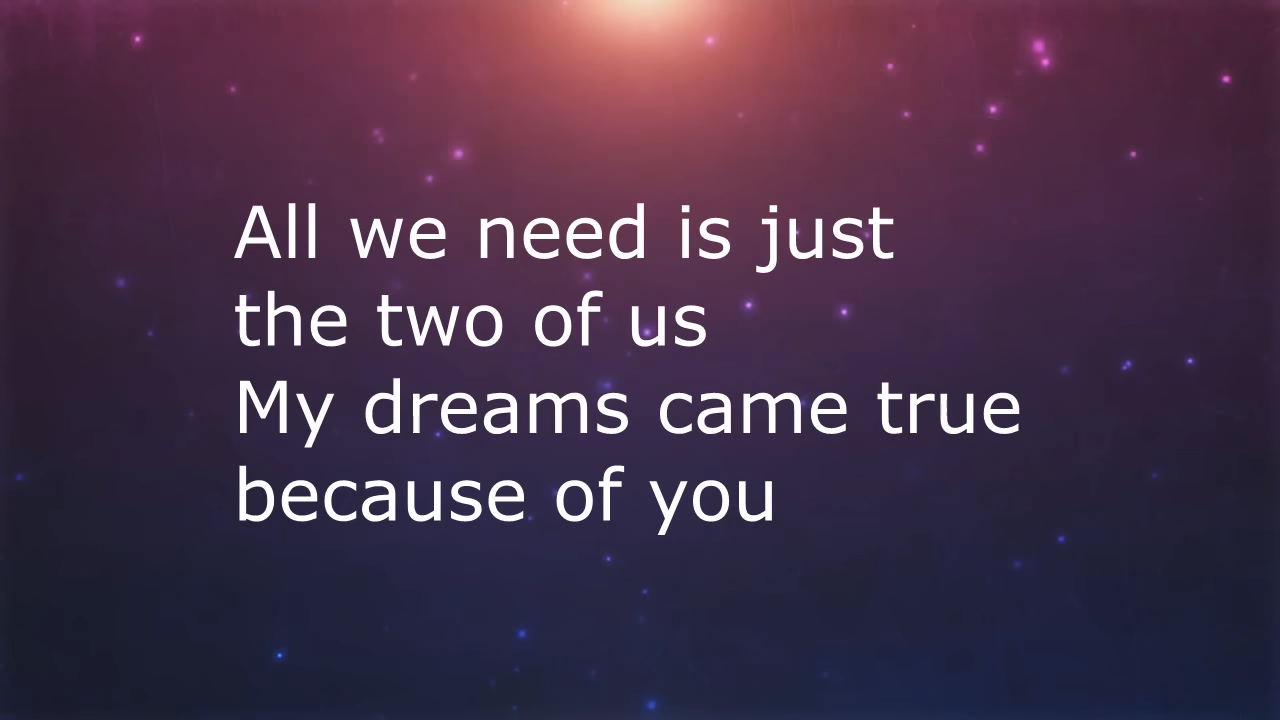 All we need is just
the two of us
My dreams came true
because of you